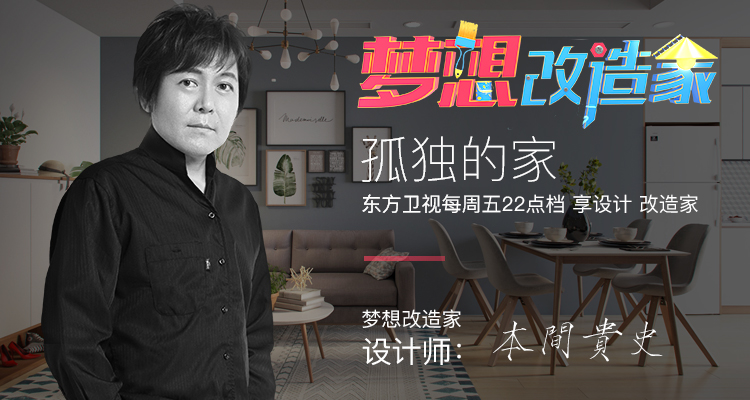 梦想改造家
Mademoiselle
孤独的家
东方卫视每周五22点档 享设计 改造家
梦想改造家
设计师：本間貴史